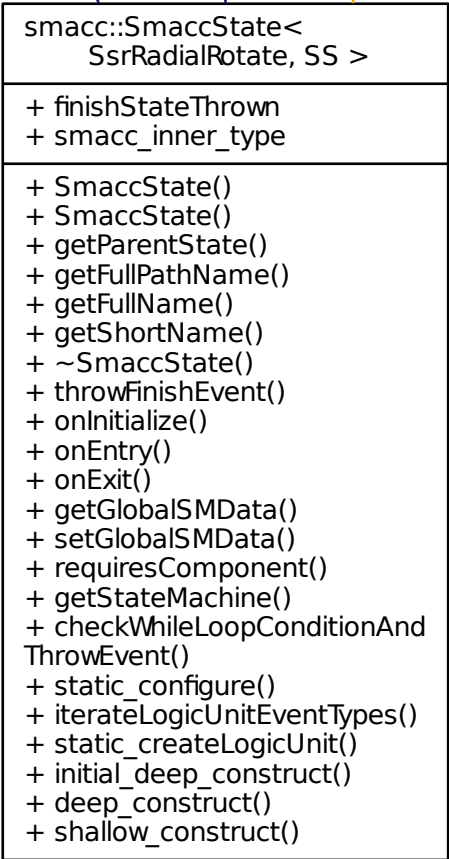 smacc::SmaccState<
SsrRadialRotate, SS >
+ finishStateThrown
+ smacc_inner_type
+ SmaccState()
+ SmaccState()
+ getParentState()
+ getFullPathName()
+ getFullName()
+ getShortName()
+ ~SmaccState()
+ throwFinishEvent()
+ onInitialize()
+ onEntry()
+ onExit()
+ getGlobalSMData()
+ setGlobalSMData()
+ requiresComponent()
+ getStateMachine()
+ checkWhileLoopConditionAnd
ThrowEvent()
+ static_configure()
+ iterateLogicUnitEventTypes()
+ static_createLogicUnit()
+ initial_deep_construct()
+ deep_construct()
+ shallow_construct()